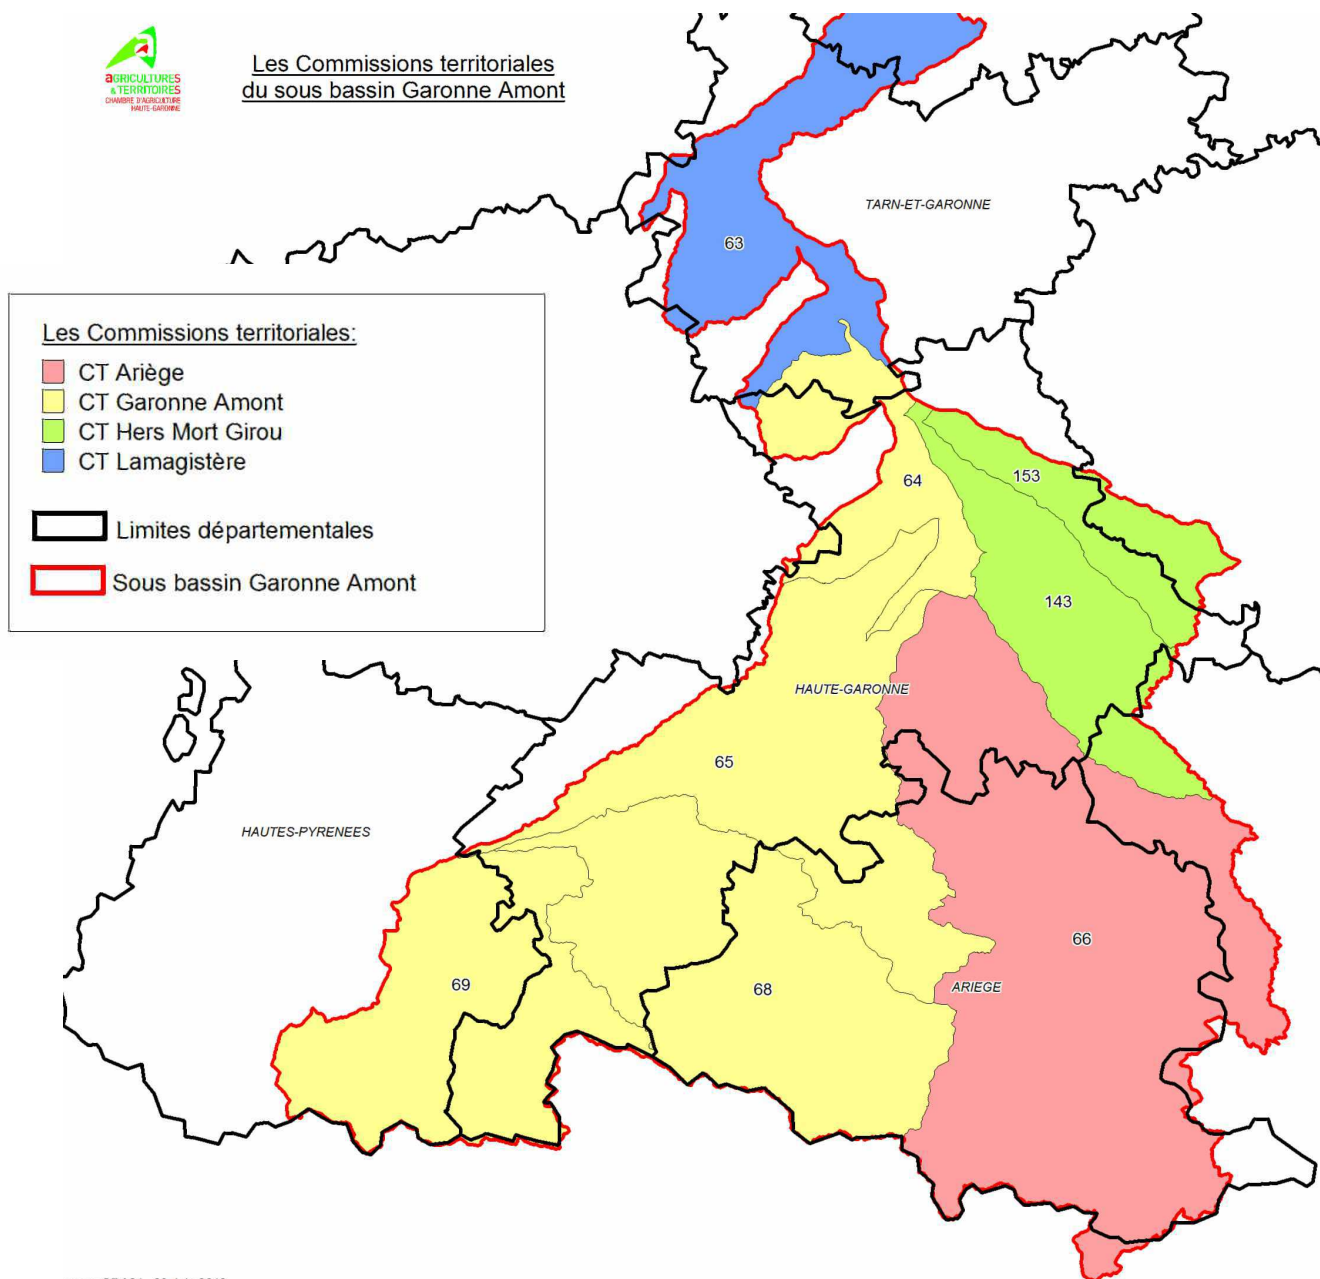 AGRICULTURES
& TERRITOIRES
CHAMBRE D'AGRICULTURE
HAUTE-GARONNE
Les Commissions territoriales
du sous bassin Garonne Amont
TARN-ET-GARONNE
63
Les Commissions territoriales:
CT Ariège
CT Garonne Amont
CT Hers Mort Girou
CT Lamagistère
Limites départementales
Sous bassin Garonne Amont
64
153
143
HAUTE-GARONNE
65
HAUTES-PYRENEES
66
69
68
ARIEGE